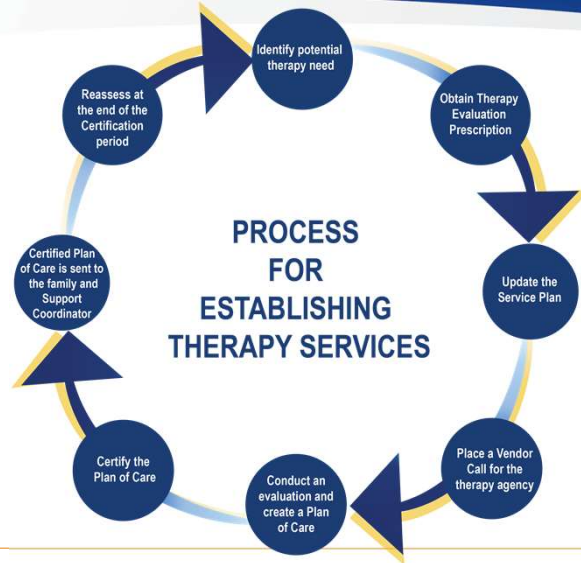 PROCESS
FOR
ESTABLISHING
THERAPY SERVICES
Identify potential
therapy need
Obtain Therapy
Evaluation
Prescription
Update the
Service Plan
Place a Vendor
Call for the
therapy agency
Conduct an
evaluation and
create a Plan
of Care
Certify the
Plan of Care
Certified Plan
of Care is sent to
the family and
Support
Coordinator
Reassess at
the end of the
Certification
period